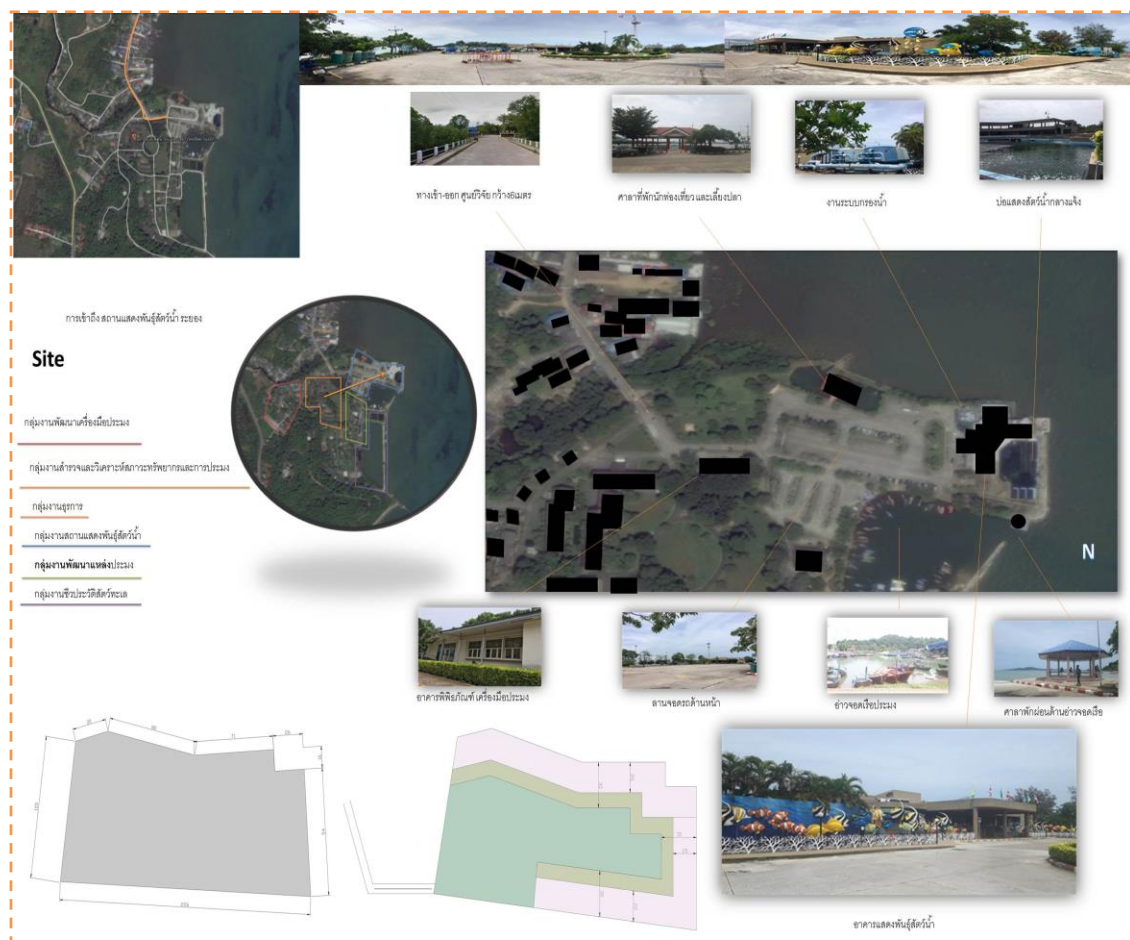 ทางเข้า-ออก ศูนย์วิจัย กว้าง6เมตร
ศาลาที่พักนักท่องเที่ยว และเลี้ยงปลา
งานระบบกรองน้ำ
บ่อแสดงสัตว์น้ำกลางแจ้ง
การเข้าถึง สถานแสดงพันธุ์สัตว์น้ำ ระยอง
Site
กลุ่มงานพัฒนาเครื่องมือประมง
กลุ่มงานสำรวจและวิเคราะห์สภาวะทรัพยากรและการประมง
กลุ่มงานธุรการ
กลุ่มงานสถานแสดงพันธุ์สัตว์น้ำ
กลุ่มงานพัฒนาแหล่งประมง
กลุ่มงานชีวประวัติสัตว์ทะเล
N
อาคารพิพิธภัณฑ์ เครื่องมือประมง
ลานจอดรถด้านหน้า
อ่าวจอดเรือประมง
ศาลาพักผ่อนด้านอ่าวจอดเรือ
อาคารแสดงพันธุ์สัตว์น้ำ